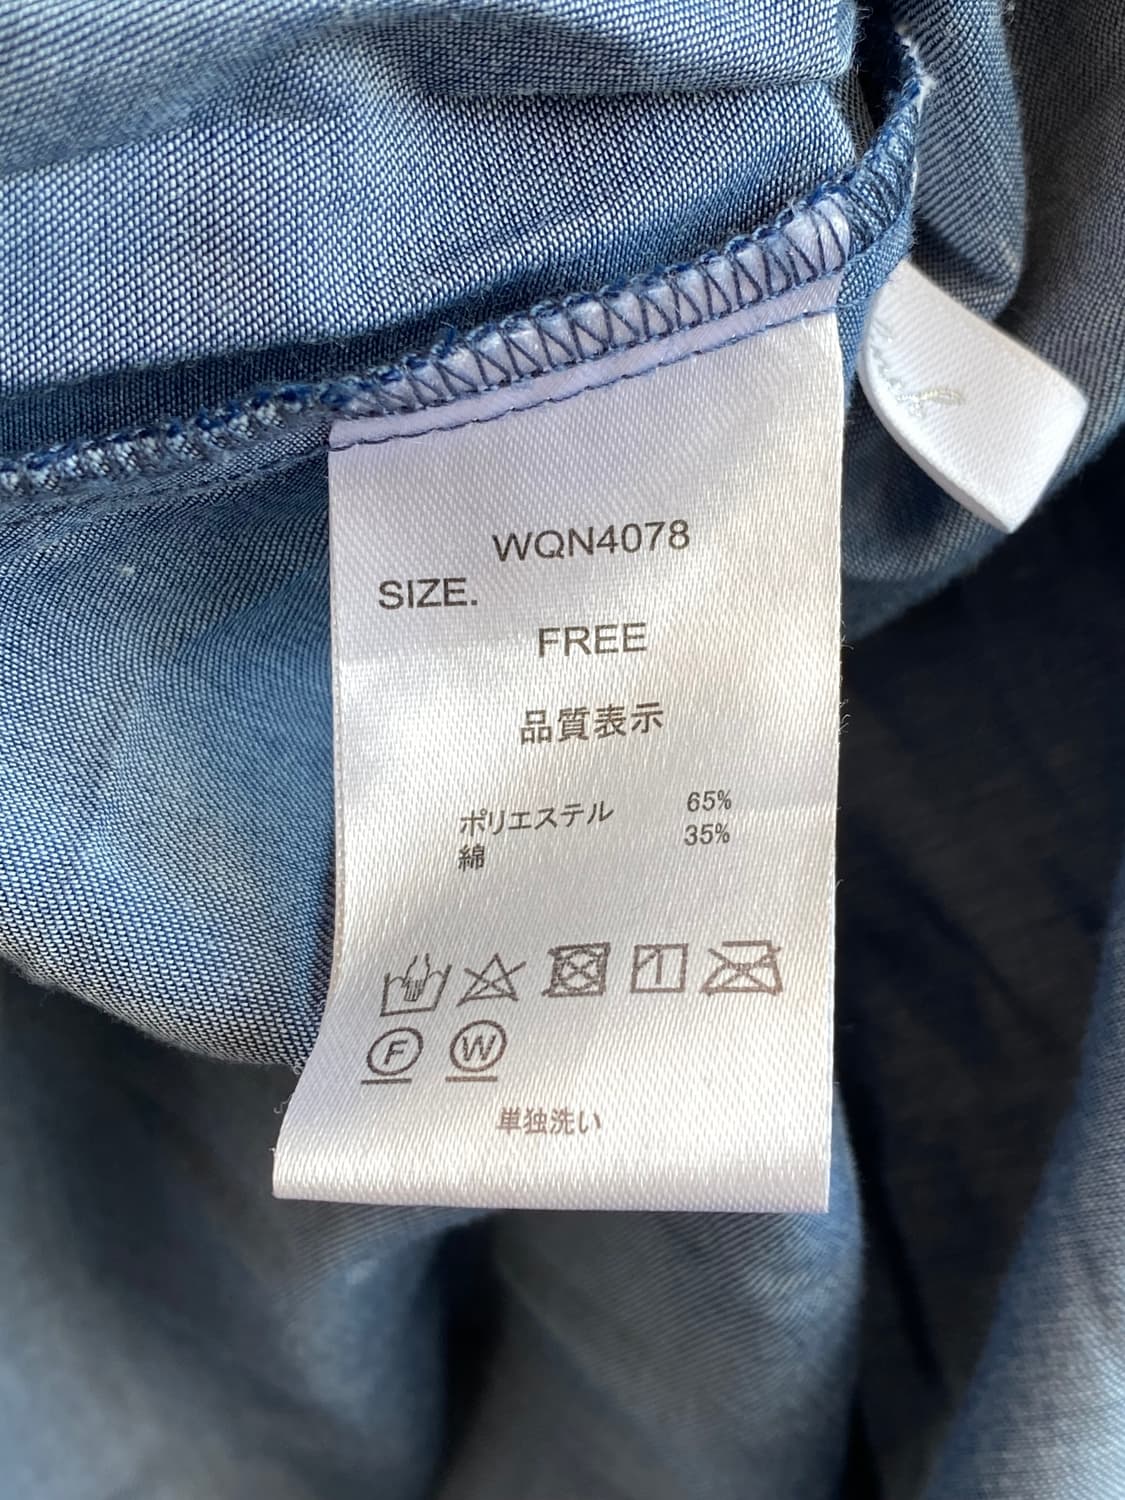 WQN4078
SIZE.
FREE
品質表示
ポリエステル 65%
綿 35%
F W
単独洗い